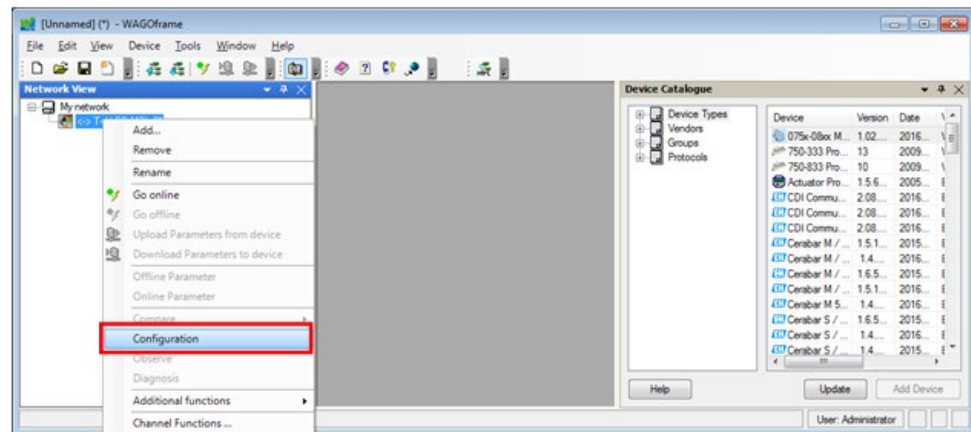 [Unnamed] (*) - WAGOframe
File Edit View Device Tools Window Help
Network View
My network
Add...
Remove
Rename
Go online
Go offline
Upload Parameters from device
Download Parameters to device
Offline Parameter
Online Parameter
Compare
Configuration
Observe
Diagnosis
Additional functions
Channel Functions ...
Device Catalogue
Device Types
Vendors
Groups
Protocols
Device Version Date
075x-08xx M... 1.02.... 2016...
750-333 Pro... 13 2009...
750-833 Pro... 10 2009...
Actuator Pro... 1.5.6... 2005...
CDI Commu... 2.08.... 2016...
CDI Commu... 2.08.... 2016...
CDI Commu... 2.08.... 2016...
Cerabar M / ... 1.5.1... 2015...
Cerabar M / ... 1.4.... 2016...
Cerabar M / ... 1.6.5... 2015...
Cerabar M / ... 1.5.1... 2016...
Cerabar M 5... 1.4.... 2016...
Cerabar S / ... 1.6.5... 2015...
Cerabar S / ... 1.4.... 2016...
Cerabar S / ... 1.4.... 2015...
Help Update Add Device
User: Administrator